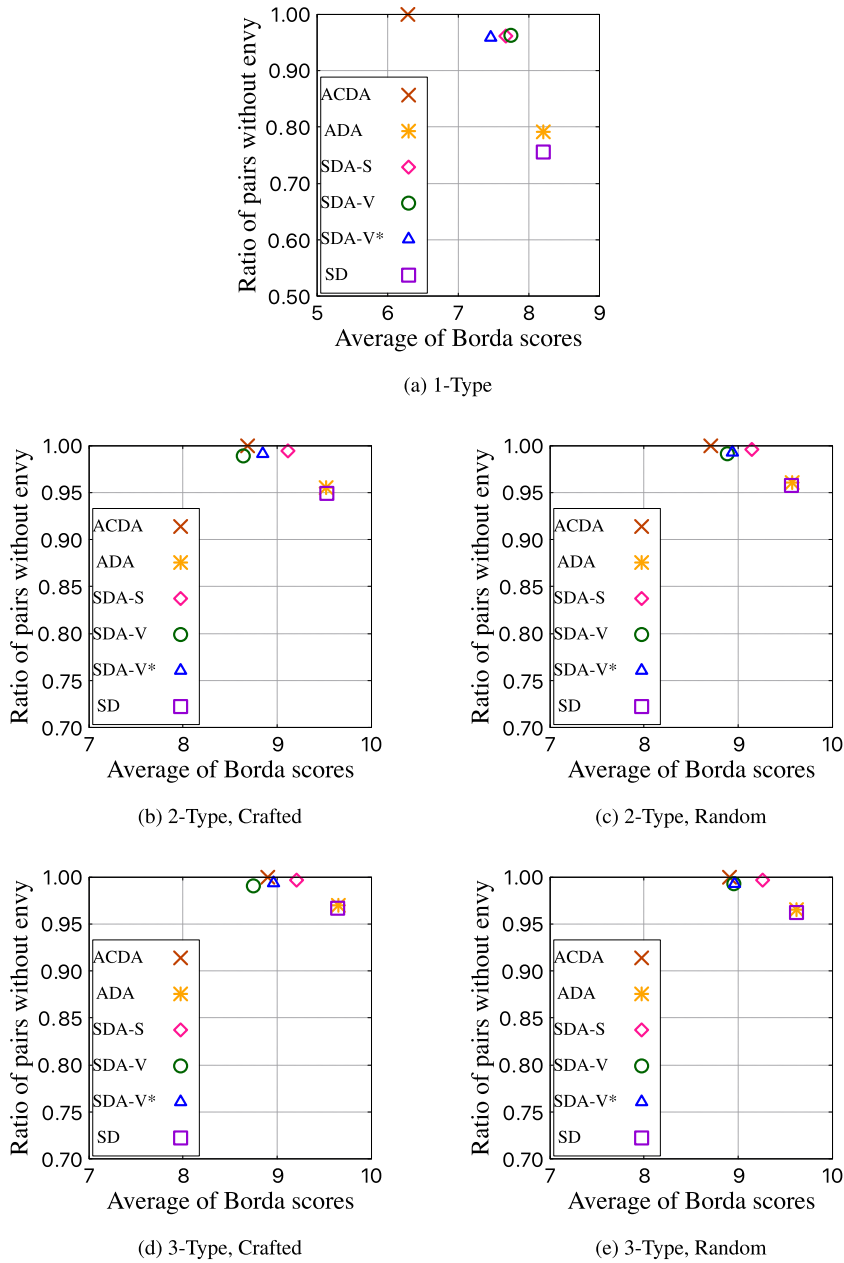 Ratio of pairs without envy
1.00
0.90
0.80
0.70
0.60
0.50
ACDA
ADA
SDA-S
SDA-V
SDA-V*
SD
5 6 7 8 9
Average of Borda scores
(a) 1-Type
Ratio of pairs without envy
1.00
0.95
0.90
0.85
0.80
0.75
0.70
ACDA
ADA
SDA-S
SDA-V
SDA-V*
SD
7 8 9 10
Average of Borda scores
(b) 2-Type, Crafted
Ratio of pairs without envy
1.00
0.95
0.90
0.85
0.80
0.75
0.70
ACDA
ADA
SDA-S
SDA-V
SDA-V*
SD
7 8 9 10
Average of Borda scores
(c) 2-Type, Random
Ratio of pairs without envy
1.00
0.95
0.90
0.85
0.80
0.75
0.70
ACDA
ADA
SDA-S
SDA-V
SDA-V*
SD
7 8 9 10
Average of Borda scores
(d) 3-Type, Crafted
Ratio of pairs without envy
1.00
0.95
0.90
0.85
0.80
0.75
0.70
ACDA
ADA
SDA-S
SDA-V
SDA-V*
SD
7 8 9 10
Average of Borda scores
(e) 3-Type, Random